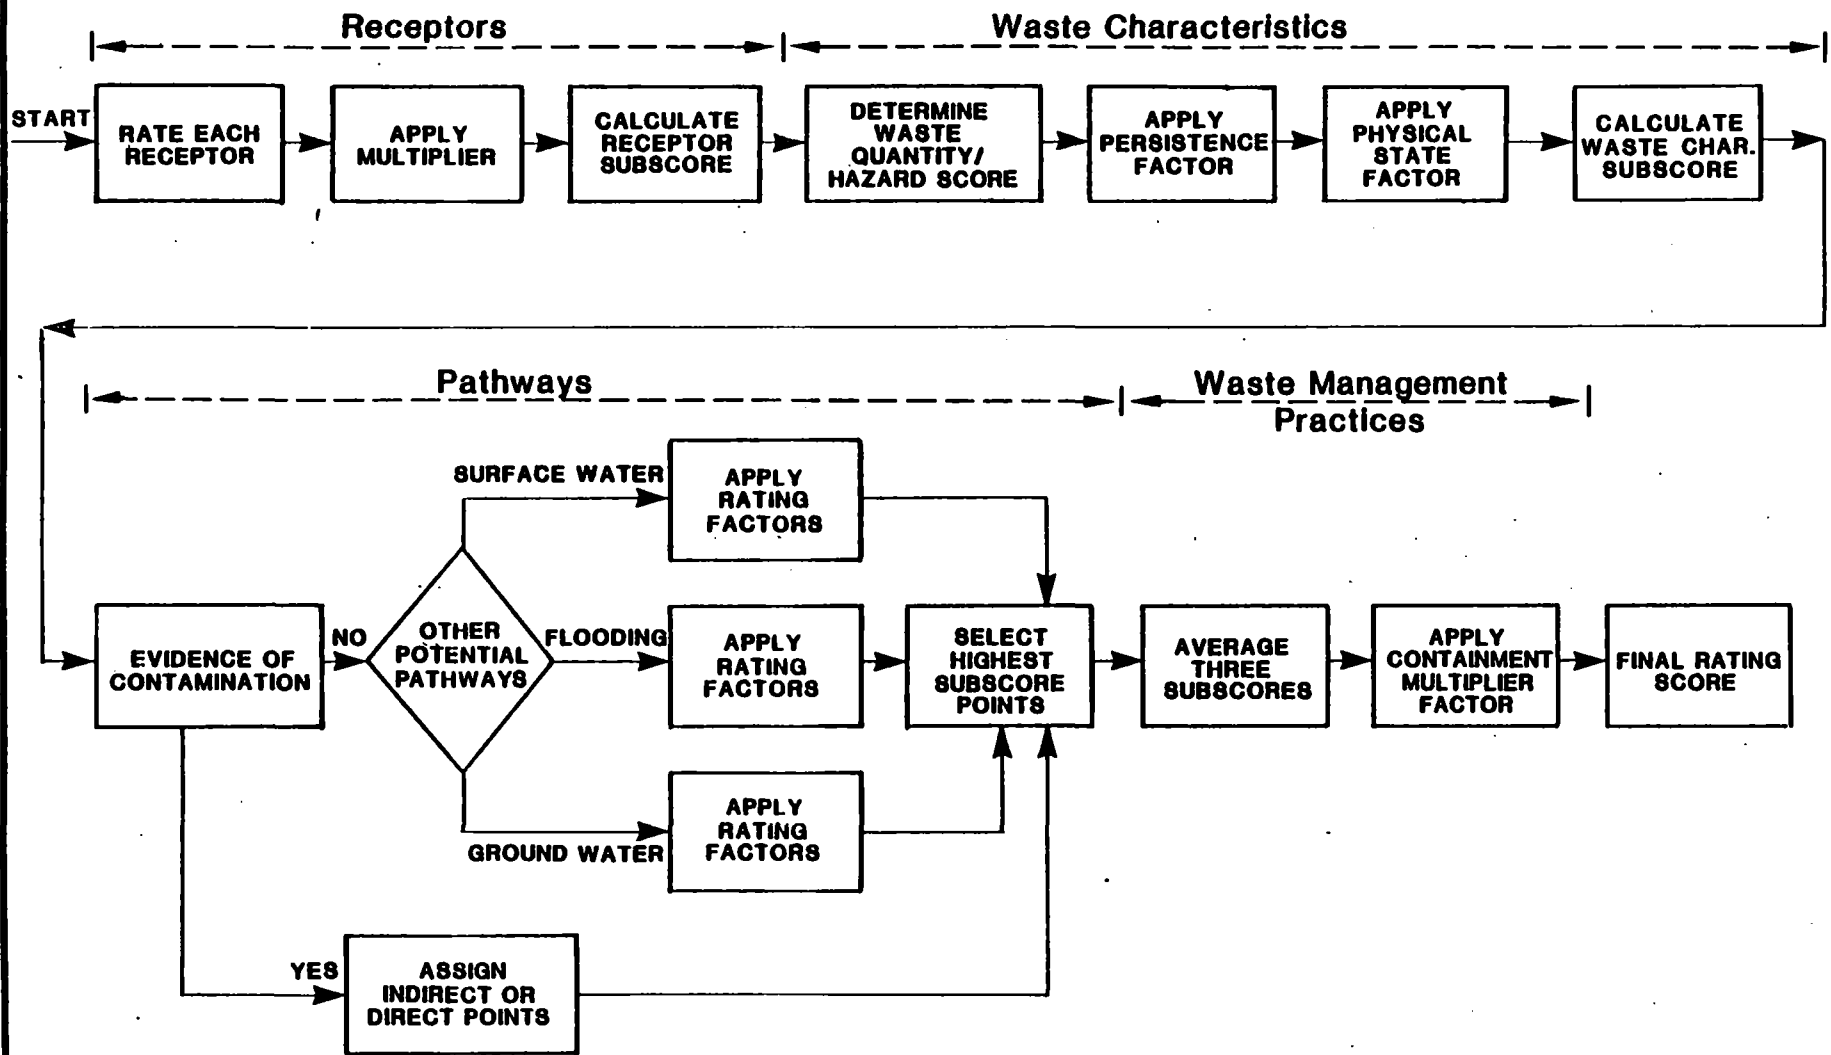 Receptors
Waste Characteristics
START
RATE EACH
RECEPTOR
APPLY
MULTIPLIER
CALCULATE
RECEPTOR
SUBSCORE
DETERMINE
WASTE
QUANTITY/
HAZARD SCORE
APPLY
PERSISTENCE
FACTOR
APPLY
PHYSICAL
STATE
FACTOR
CALCULATE
WASTE CHAR.
SUBSCORE
Pathways
Waste Management
Practices
SURFACE WATER
APPLY
RATING
FACTORS
EVIDENCE OF
CONTAMINATION
NO
OTHER
POTENTIAL
PATHWAYS
FLOODING
APPLY
RATING
FACTORS
SELECT
HIGHEST
SUBSCORE
POINTS
AVERAGE
THREE
SUBSCORES
APPLY
CONTAINMENT
MULTIPLIER
FACTOR
FINAL RATING
SCORE
GROUND WATER
APPLY
RATING
FACTORS
YES
ASSIGN
INDIRECT OR
DIRECT POINTS